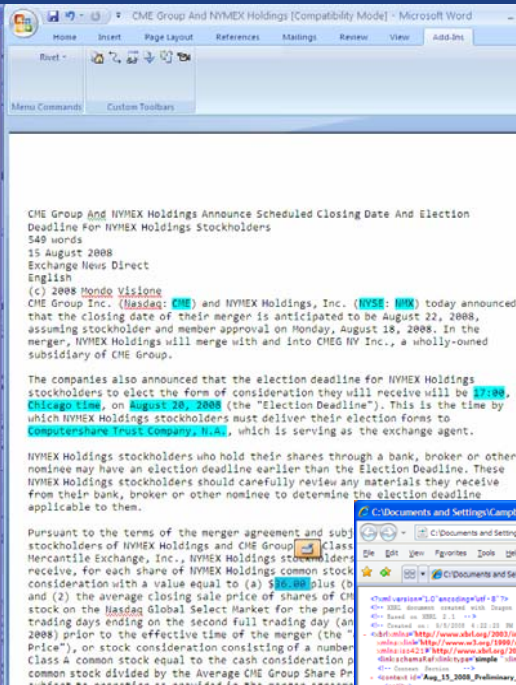 CME Group And NYMEX Holdings [Compatibility Mode] - Microsoft Word
Home Insert Page Layout References Mailings Review View Add-Ins
Rivet
Menu Commands Custom Toolbars
CME Group And NYMEX Holdings Announce Scheduled Closing Date And Election
Deadline For NYMEX Holdings Stockholders
549 words
15 August 2008
Exchange News Direct
English
(c) 2008 Mondo Visione
CME Group Inc. (Nasdaq: CME) and NYMEX Holdings, Inc. (NYSE: NMX) today announced
that the closing date of their merger is anticipated to be August 22, 2008,
assuming stockholder and member approval on Monday, August 18, 2008. In the
merger, NYMEX Holdings will merge with and into CMEG NY Inc., a wholly-owned
subsidiary of CME Group.
The companies also announced that the election deadline for NYMEX Holdings
stockholders to elect the form of consideration they will receive will be 17:00,
Chicago time, on August 20, 2008 (the "Election Deadline"). This is the time by
which NYMEX Holdings stockholders must deliver their election forms to
Computershare Trust Company, N.A., which is serving as the exchange agent.
NYMEX Holdings stockholders who hold their shares through a bank, broker or other
nominee may have an election deadline earlier than the Election Deadline. These
NYMEX Holdings stockholders should carefully review any materials they receive
from their bank, broker or other nominee to determine the election deadline
applicable to them.
Pursuant to the terms of the merger agreement and subj
stockholders of NYMEX Holdings and CME Group Class
Mercantile Exchange, Inc., NYMEX Holdings stockholders
receive, for each share of NYMEX Holdings common stock
consideration with a value equal to (a) $36.00 plus (b
and (2) the average closing sale price of shares of CM
stock on the Nasdaq Global Select Market for the perio
trading days ending on the second full trading day (an
2008) prior to the effective time of the merger (the "
Price"), or stock consideration consisting of a number
Class A common stock equal to the cash consideration p
common stock divided by the Average CME Group Share Pr
C:\Documents and Settings\Campb
C:\Documents and Setting
File Edit View Favorites Tools Hel
C:\Documents and Se
<?xml version="1.0" encoding="utf-8"?>